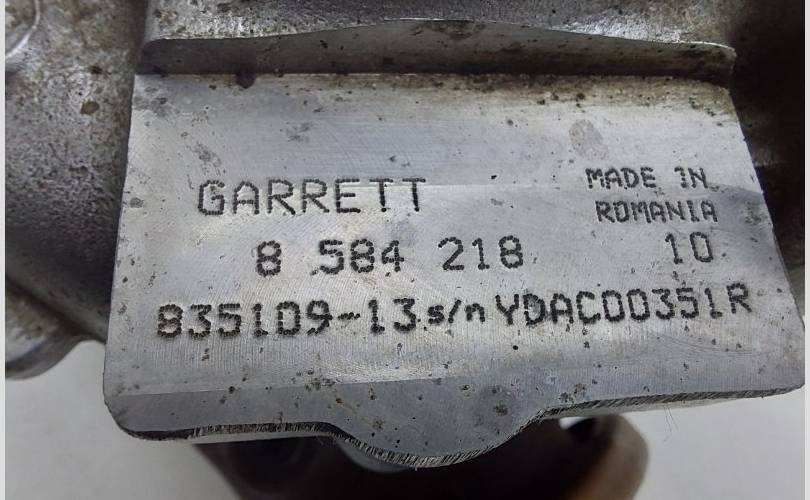 GARRETT
MADE IN
ROMANIA
8 584 218
10
835109-13 s/n YDAC00351R